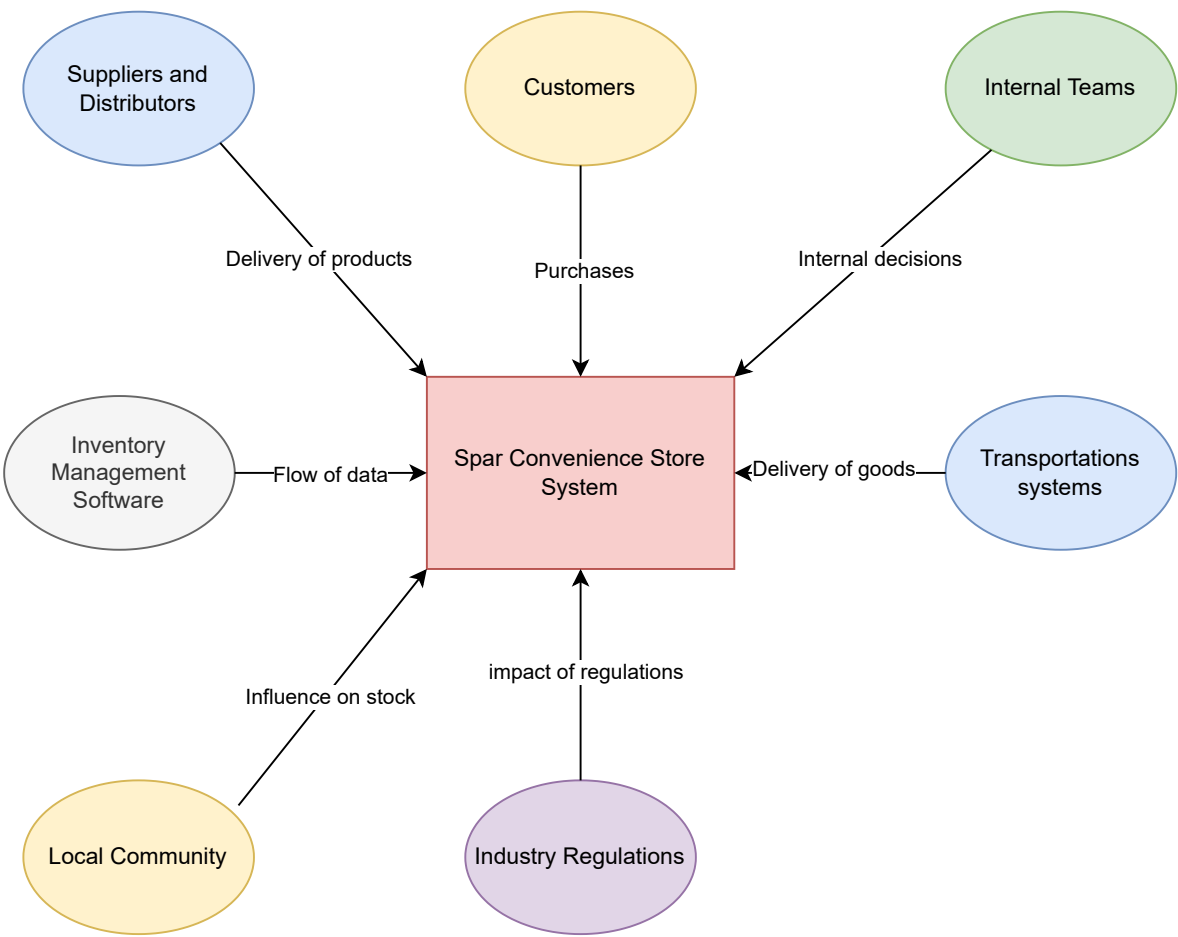 Suppliers and
Distributors
Customers
Internal Teams
Delivery of products
Purchases
Internal decisions
Inventory
Management
Software
Flow of data
Spar Convenience Store
System
Delivery of goods
Transportations
systems
Influence on stock
impact of regulations
Local Community
Industry Regulations